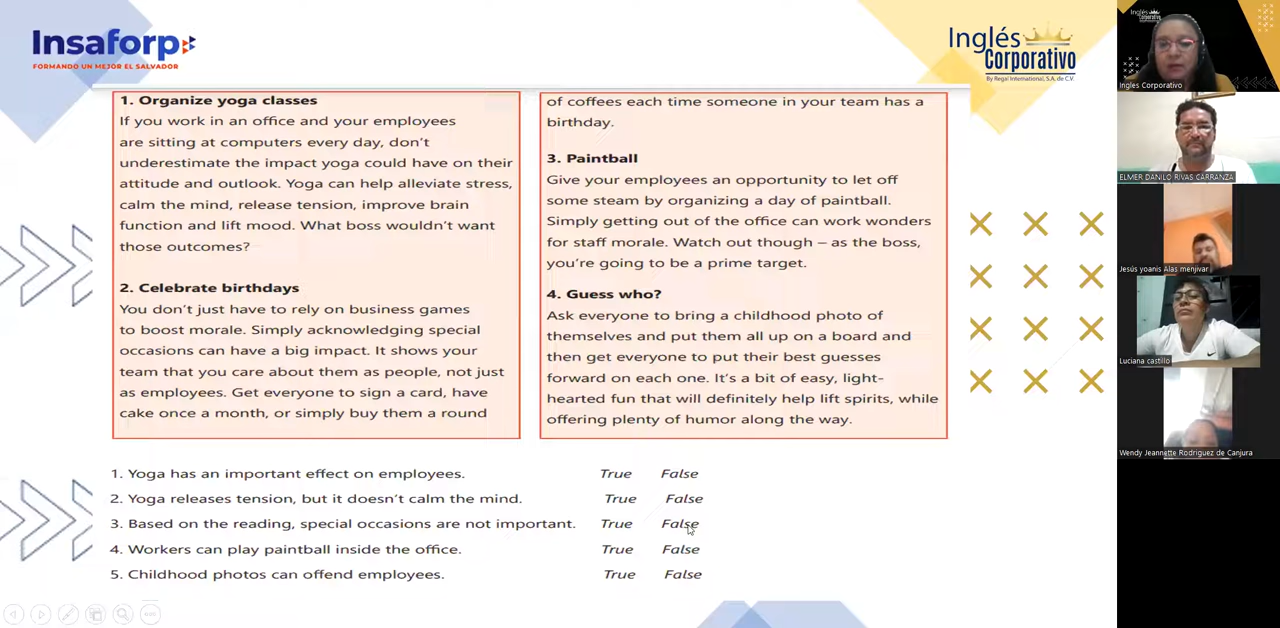 Insaforp
FORMANDO UN MEJOR EL SALVADOR
Inglés
Corporativo
By Regal International, S.A. de C.V.
1. Organize yoga classes
If you work in an office and your employees
are sitting at computers every day, don't
underestimate the impact yoga could have on their
attitude and outlook. Yoga can help alleviate stress,
calm the mind, release tension, improve brain
function and lift mood. What boss wouldn't want
those outcomes?
2. Celebrate birthdays
You don't just have to rely on business games
to boost morale. Simply acknowledging special
occasions can have a big impact. It shows your
team that you care about them as people, not just
as employees. Get everyone to sign a card, have
cake once a month, or simply buy them a round
of coffees each time someone in your team has a
birthday.
3. Paintball
Give your employees an opportunity to let off
some steam by organizing a day of paintball.
Simply getting out of the office can work wonders
for staff morale. Watch out though – as the boss,
you're going to be a prime target.
4. Guess who?
Ask everyone to bring a childhood photo of
themselves and put them all up on a board and
then get everyone to put their best guesses
forward on each one. It's a bit of easy, light-
hearted fun that will definitely help lift spirits, while
offering plenty of humor along the way.
1. Yoga has an important effect on employees. True False
2. Yoga releases tension, but it doesn't calm the mind. True False
3. Based on the reading, special occasions are not important. True False
4. Workers can play paintball inside the office. True False
5. Childhood photos can offend employees. True False
Inglés
Corporativo
Ingles Corporativo
ELMER DANILO RIVAS CARRANZA
Jesús yoanis Alas menjivar
Luciana castillo
Wendy Jeannette Rodriguez de Canjura